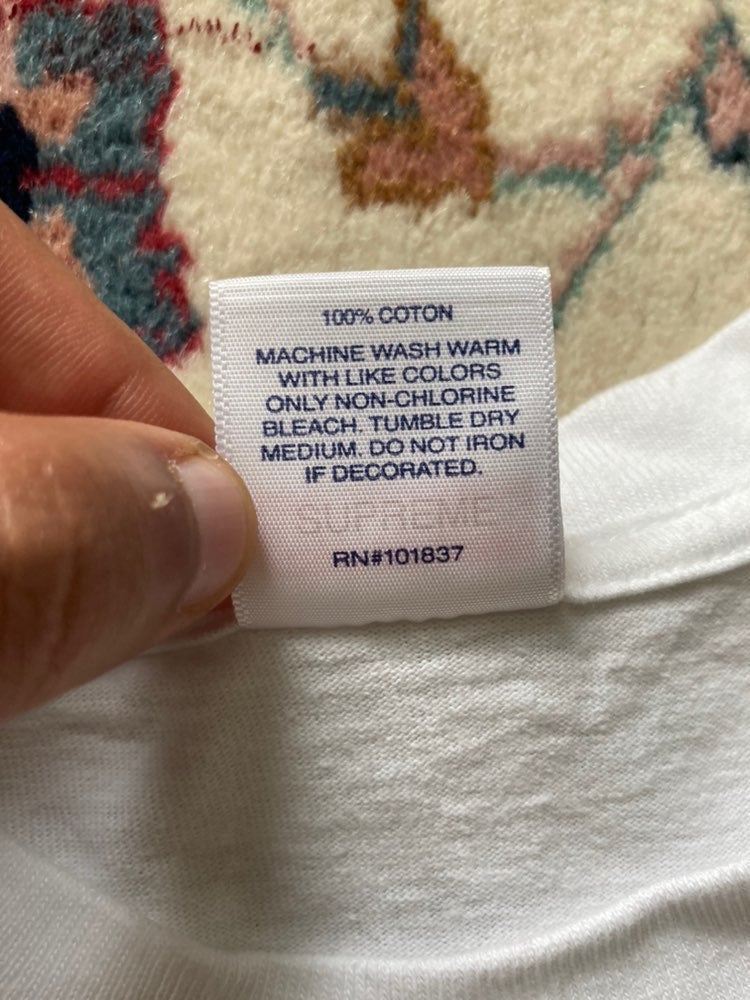 100% COTON
MACHINE WASH WARM
WITH LIKE COLORS
ONLY NON-CHLORINE
BLEACH. TUMBLE DRY
MEDIUM. DO NOT IRON
IF DECORATED.
SUPREME
RN#101837